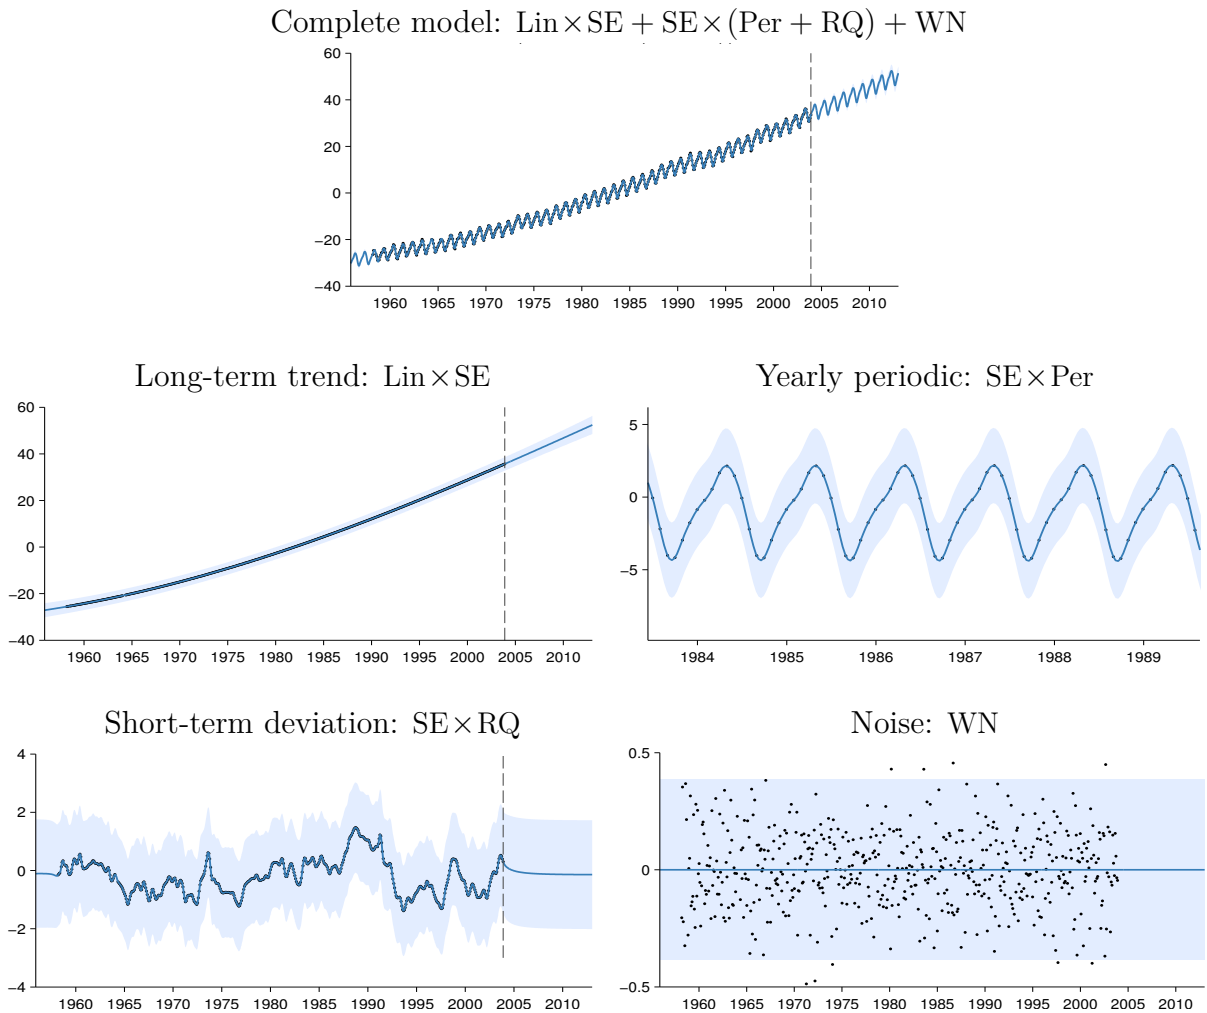 Complete model: Lin×SE + SE×(Per + RQ) + WN
60
40
20
0
−20
−40
1960 1965 1970 1975 1980 1985 1990 1995 2000 2005 2010
Long-term trend: Lin×SE
60
40
20
0
−20
−40
1960 1965 1970 1975 1980 1985 1990 1995 2000 2005 2010
Yearly periodic: SE×Per
5
0
−5
1984 1985 1986 1987 1988 1989
Short-term deviation: SE×RQ
4
2
0
−2
−4
1960 1965 1970 1975 1980 1985 1990 1995 2000 2005 2010
Noise: WN
0.5
0
−0.5
1960 1965 1970 1975 1980 1985 1990 1995 2000 2005 2010